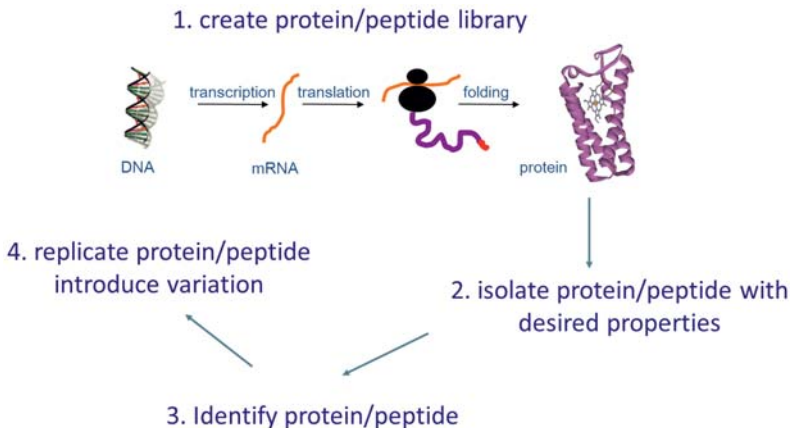 1. create protein/peptide library
transcription
translation
folding
DNA
mRNA
protein
4. replicate protein/peptide
introduce variation
2. isolate protein/peptide with
desired properties
3. Identify protein/peptide